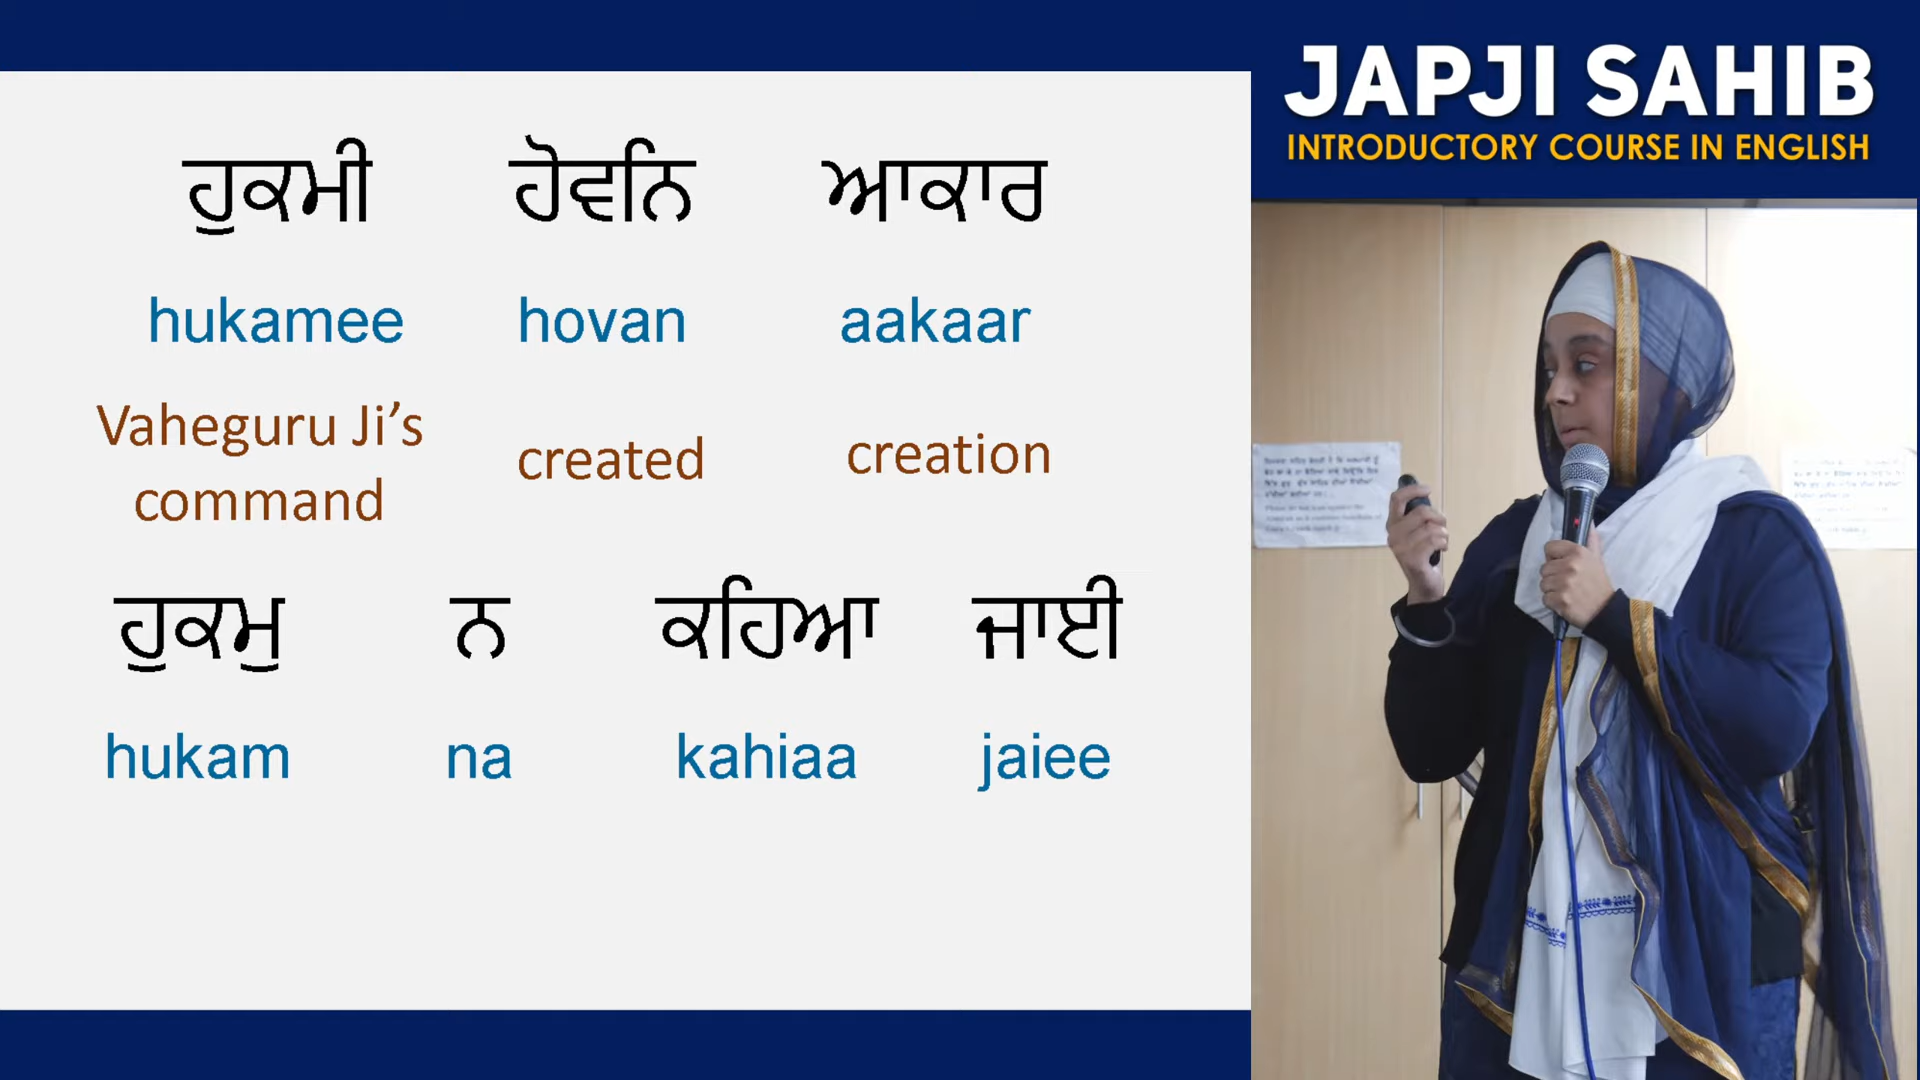 JAPJI SAHIB
INTRODUCTORY COURSE IN ENGLISH
ਹੁਕਮੀ ਹੋਵਨਿ ਆਕਾਰ
hukamee hovan aakaar
Vaheguru Ji’s command created creation
ਹੁਕਮੁ ਨ ਕਹਿਆ ਜਾਈ
hukam na kahiaa jaiee